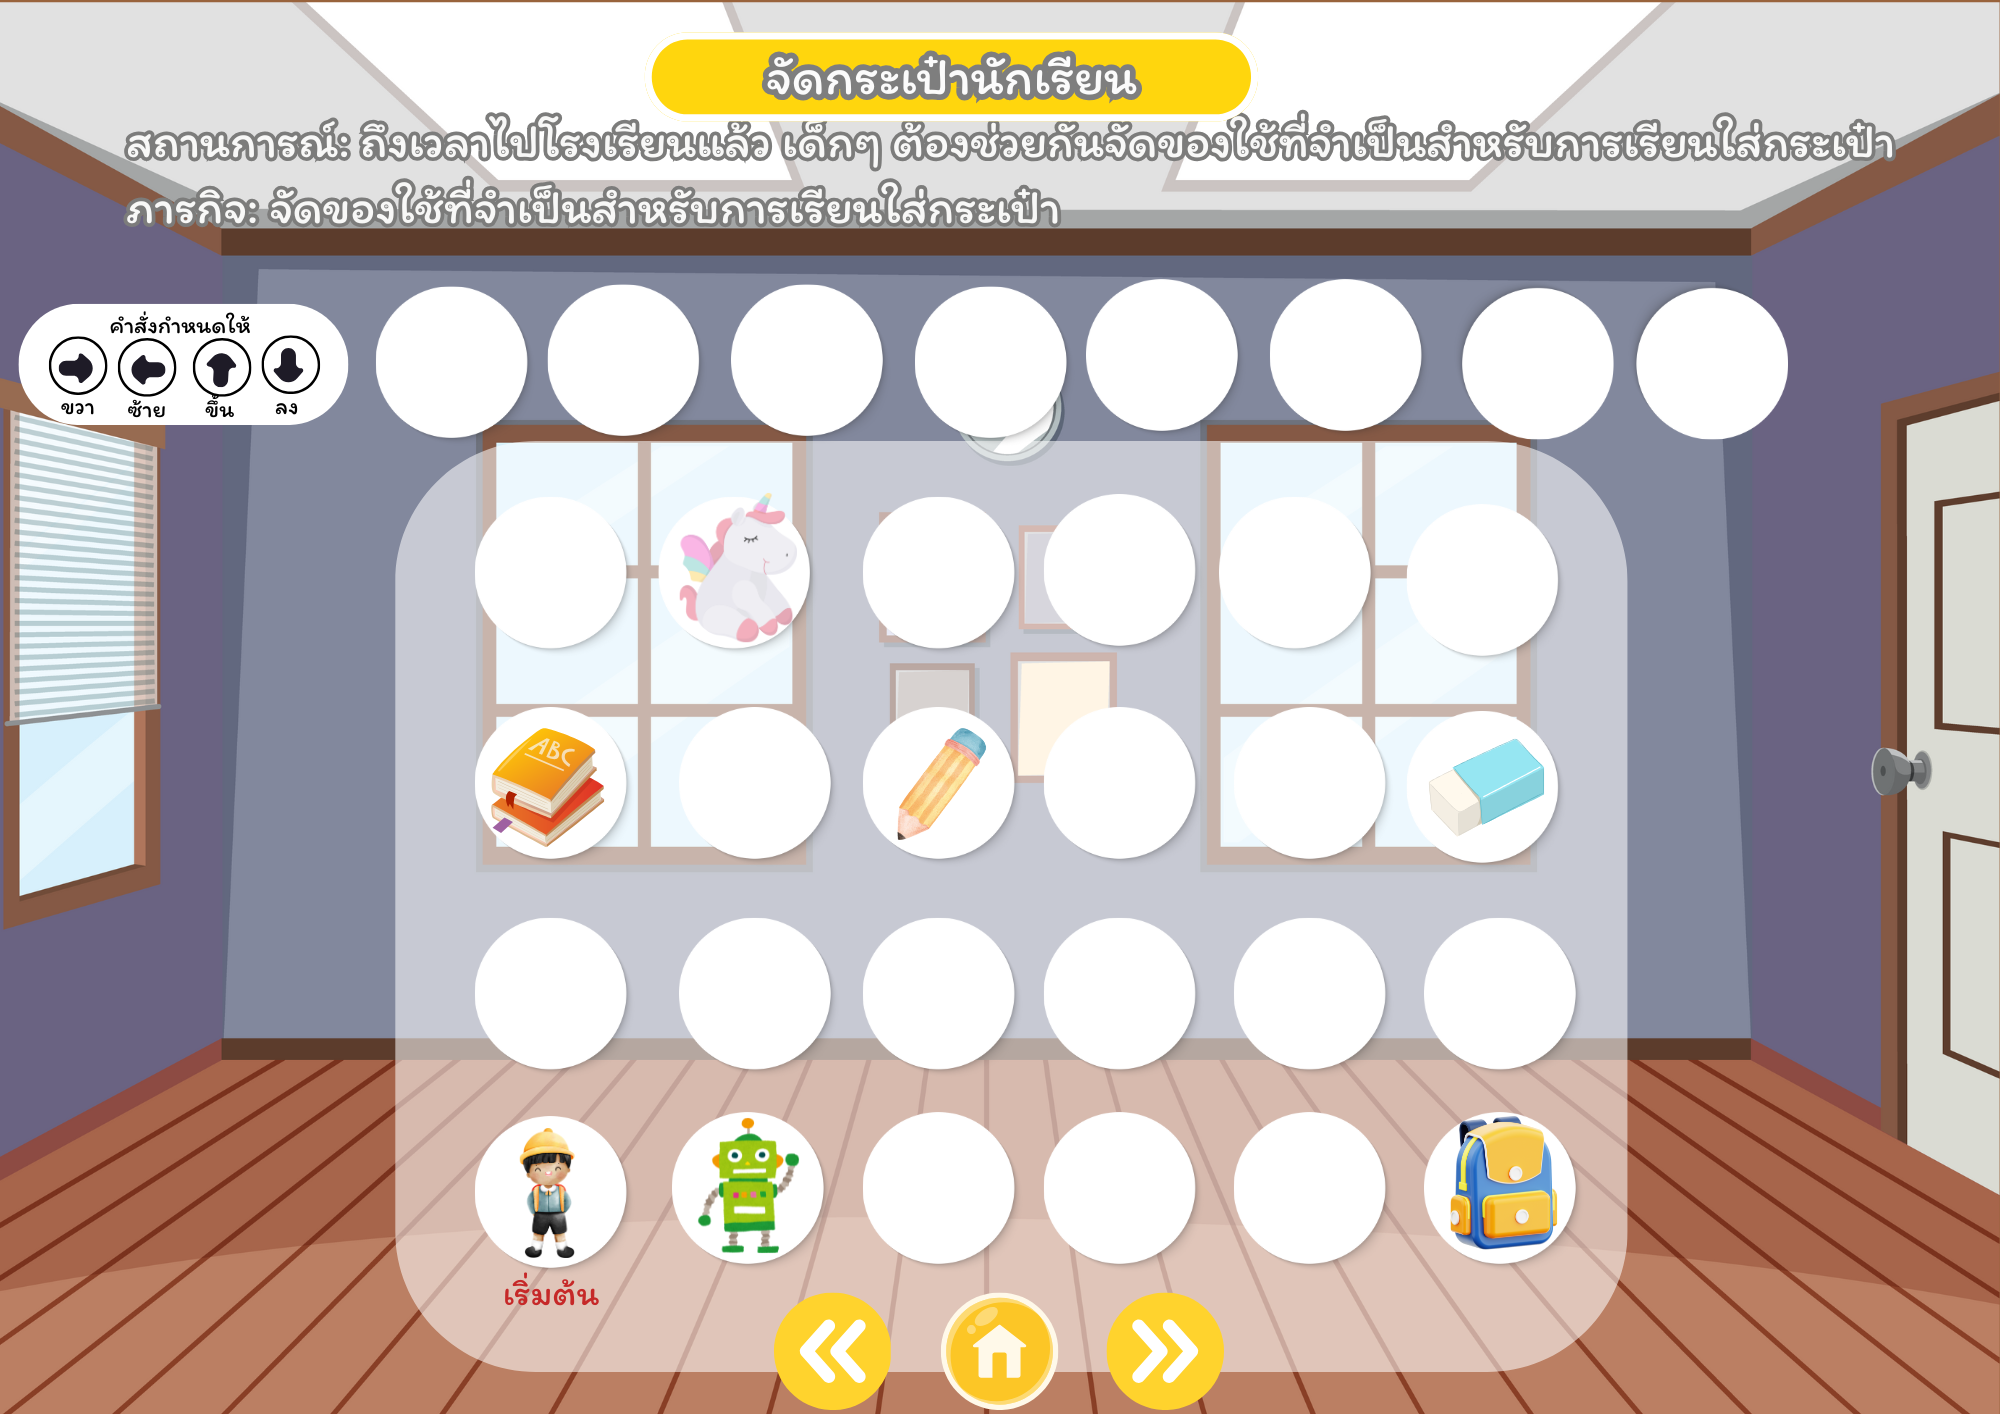 จัดกระเป๋านักเรียน
สถานการณ์: ถึงเวลาไปโรงเรียนแล้ว เด็กๆ ต้องช่วยกันจัดของใช้ที่จำเป็นสำหรับการเรียนใส่กระเป๋า
ภารกิจ: จัดของใช้ที่จำเป็นสำหรับการเรียนใส่กระเป๋า
คำสั่งกำหนดให้
ขวา ซ้าย ขึ้น ลง
ABC
เริ่มต้น